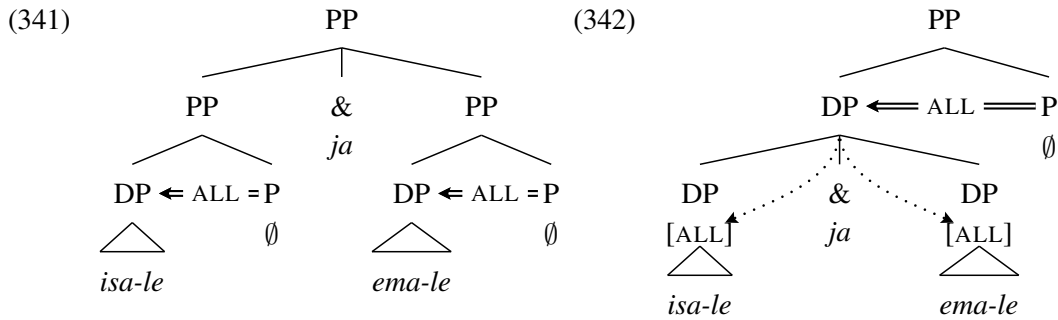 (341) PP (342) PP
PP & PP DP ALL P
ja ∅
DP ALL P DP ALL P DP & DP
∅ ∅ [ALL] ja [ALL]
isa-le ema-le isa-le ema-le